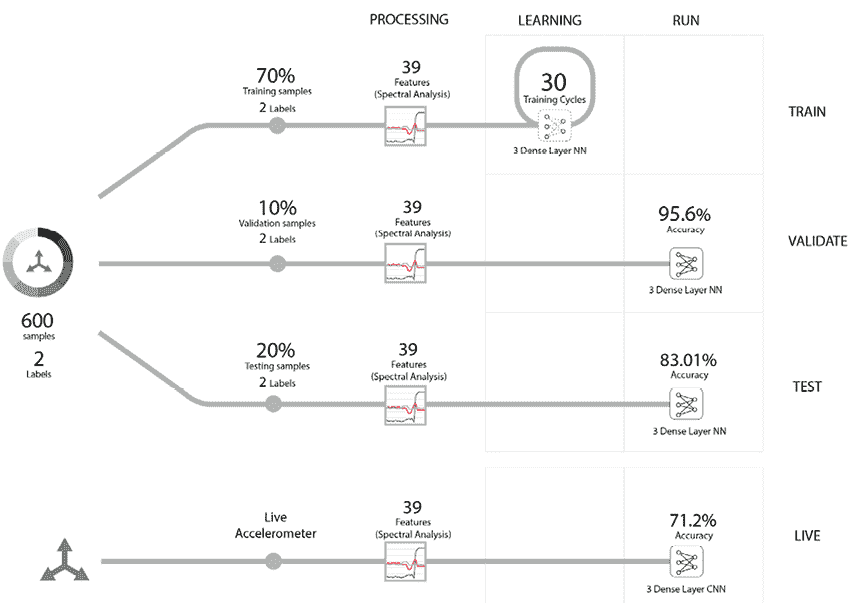 PROCESSING
LEARNING
RUN
70%
Training samples
2 Labels
39
Features
(Spectral Analysis)
30
Training Cycles
3 Dense Layer NN
TRAIN
10%
Validation samples
2 Labels
39
Features
(Spectral Analysis)
95.6%
Accuracy
3 Dense Layer NN
VALIDATE
600
samples
2
Labels
20%
Testing samples
2 Labels
39
Features
(Spectral Analysis)
83.01%
Accuracy
3 Dense Layer NN
TEST
Live
Accelerometer
39
Features
(Spectral Analysis)
71.2%
Accuracy
3 Dense Layer CNN
LIVE